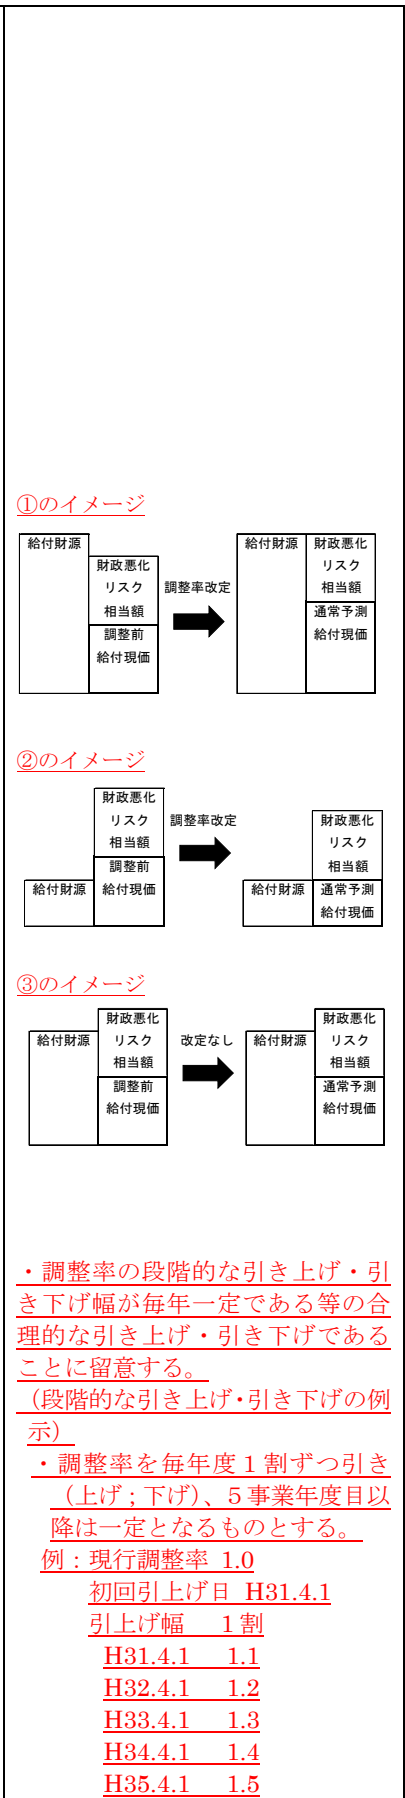 ①のイメージ
給付財源
財政悪化
リスク
相当額
調整前
給付現価
調整率改定
給付財源
財政悪化
リスク
相当額
通常予測
給付現価
②のイメージ
財政悪化
リスク
相当額
調整前
給付現価
給付財源
調整率改定
財政悪化
リスク
相当額
給付財源
通常予測
給付現価
③のイメージ
給付財源
財政悪化
リスク
相当額
調整前
給付現価
改定なし
給付財源
財政悪化
リスク
相当額
通常予測
給付現価
・調整率の段階的な引き上げ・引
き下げ幅が毎年一定である等の合
理的な引き上げ・引き下げである
ことに留意する。
（段階的な引き上げ・引き下げの例
示）
・調整率を毎年度１割ずつ引き
（上げ；下げ）、５事業年度目以
降は一定となるものとする。
例：現行調整率 1.0
初回引上げ日 H31.4.1
引上げ幅　１割
H31.4.1　1.1
H32.4.1　1.2
H33.4.1　1.3
H34.4.1　1.4
H35.4.1　1.5